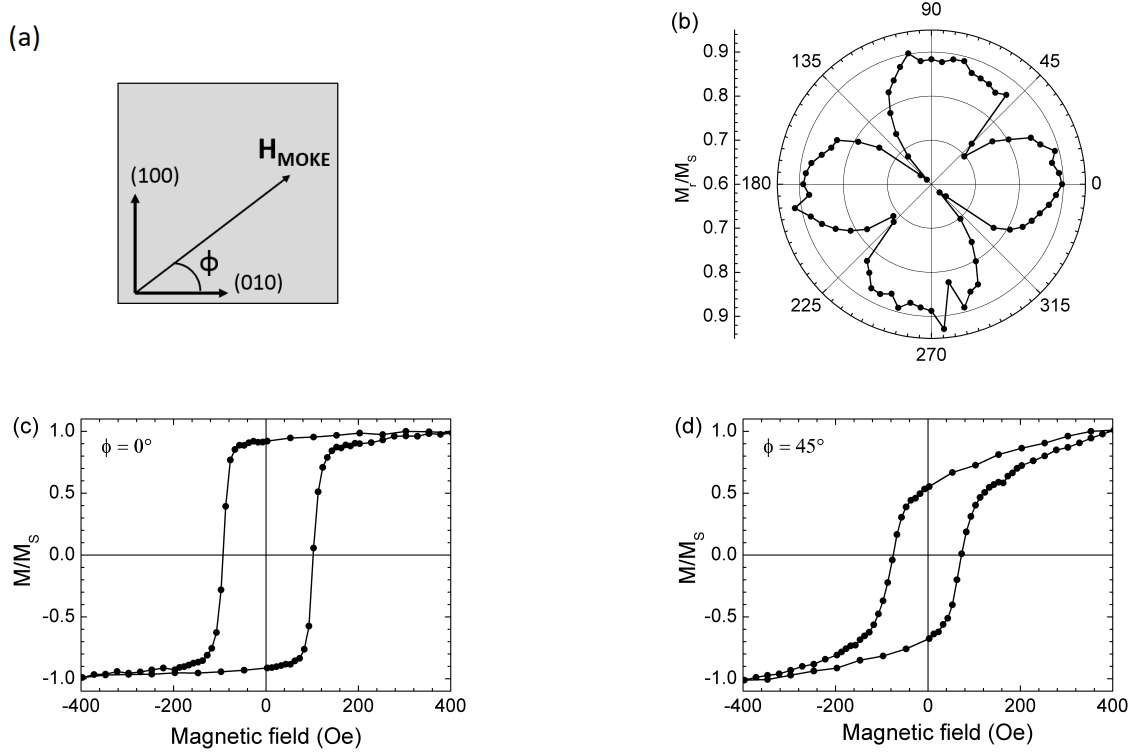 (a)
H_MOKE
(100)
ϕ
(010)
(b)
90
135
45
180
0
225
315
270
M_r/M_S
0.9
0.8
0.7
0.6
0.7
0.8
0.9
(c)
ϕ = 0°
M/M_S
1.0
0.5
0.0
-0.5
-1.0
-400
-200
0
200
400
Magnetic field (Oe)
(d)
ϕ = 45°
M/M_S
1.0
0.5
0.0
-0.5
-1.0
-400
-200
0
200
400
Magnetic field (Oe)